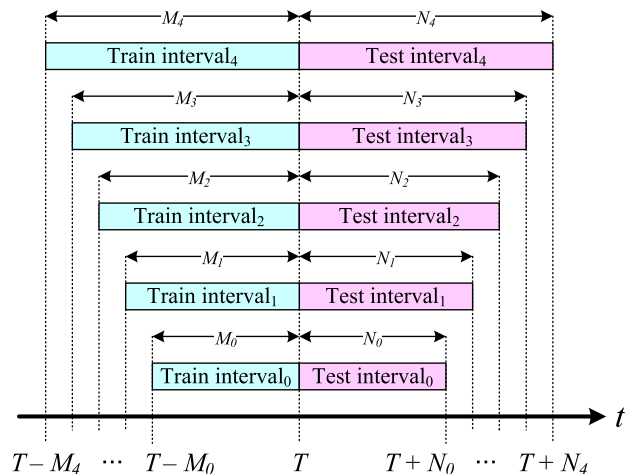 M₄ N₄
Train interval₄ Test interval₄
M₃ N₃
Train interval₃ Test interval₃
M₂ N₂
Train interval₂ Test interval₂
M₁ N₁
Train interval₁ Test interval₁
M₀ N₀
Train interval₀ Test interval₀
t
T – M₄ ··· T – M₀ T T + N₀ ··· T + N₄